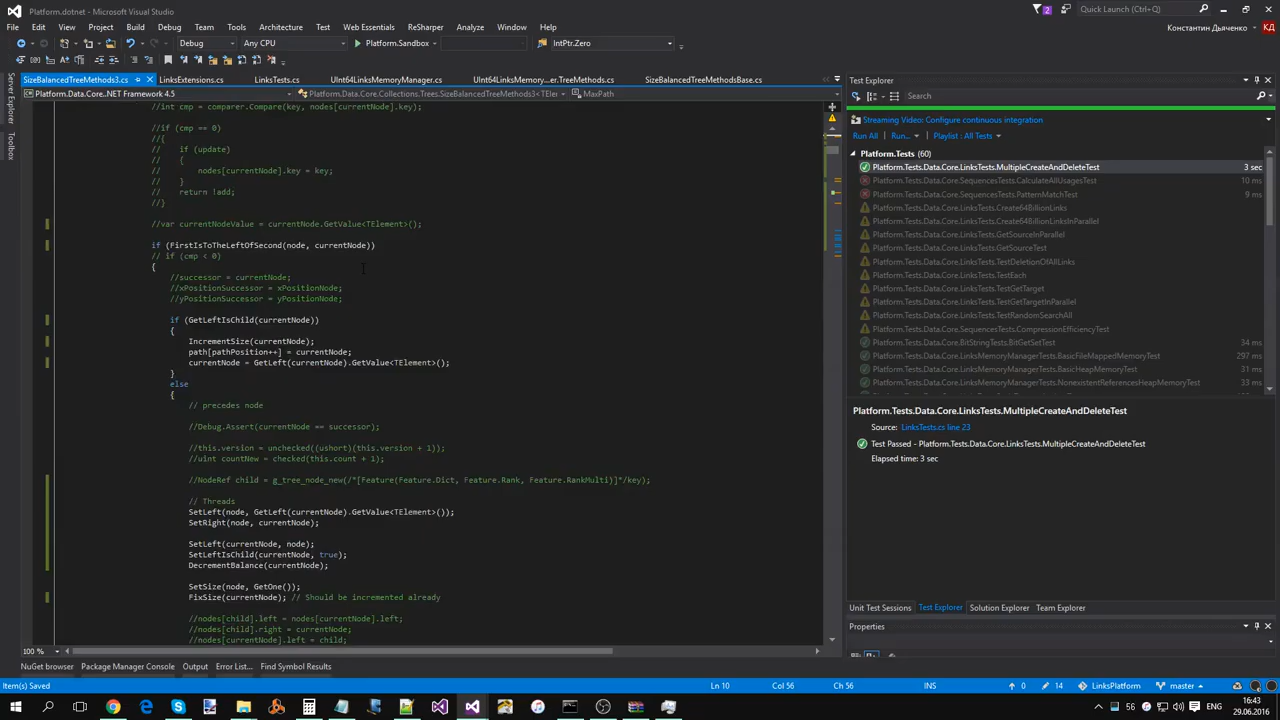 Platform.dotnet - Microsoft Visual Studio
2
Quick Launch (Ctrl+Q)
File Edit View Project Build Debug Team Tools Architecture Test Web Essentials ReSharper Analyze Window Help
Константин Дьяченко КД
Debug Any CPU Platform.Sandbox IntPtr.Zero
SizeBalancedTreeMethods3.cs LinksExtensions.cs LinksTests.cs UInt64LinksMemoryManager.cs UInt64LinksMemory...er.TreeMethods.cs SizeBalancedTreeMethodsBase.cs
Platform.Data.Core..NET Framework 4.5 Platform.Data.Core.Collections.Trees.SizeBalancedTreeMethods3<TEle MaxPath
Server Explorer
Toolbox
//int cmp = comparer.Compare(key, nodes[currentNode].key);
//if (cmp == 0)
//{
// if (update)
// {
// nodes[currentNode].key = key;
// }
// return !add;
//}
//var currentNodeValue = currentNode.GetValue<TElement>();
if (FirstIsToTheLeftOfSecond(node, currentNode))
// if (cmp < 0)
{
//successor = currentNode;
//xPositionSuccessor = xPositionNode;
//yPositionSuccessor = yPositionNode;
if (GetLeftIsChild(currentNode))
{
IncrementSize(currentNode);
path[pathPosition++] = currentNode;
currentNode = GetLeft(currentNode).GetValue<TElement>();
}
else
{
// precedes node
//Debug.Assert(currentNode == successor);
//this.version = unchecked((ushort)(this.version + 1));
//uint countNew = checked(this.count + 1);
//NodeRef child = g_tree_node_new(/*[Feature(Feature.Dict, Feature.Rank, Feature.RankMulti)]*/key);
// Threads
SetLeft(node, GetLeft(currentNode).GetValue<TElement>());
SetRight(node, currentNode);
SetLeft(currentNode, node);
SetLeftIsChild(currentNode, true);
DecrementBalance(currentNode);
SetSize(node, GetOne());
FixSize(currentNode); // Should be incremented already
//nodes[child].left = nodes[currentNode].left;
//nodes[child].right = currentNode;
//nodes[currentNode].left = child;
100 %
Test Explorer
Search
Streaming Video: Configure continuous integration
Run All Run... Playlist : All Tests
Platform.Tests (60)
Platform.Tests.Data.Core.LinksTests.MultipleCreateAndDeleteTest 3 sec
Platform.Tests.Data.Core.SequencesTests.CalculateAllUsagesTest 10 ms
Platform.Tests.Data.Core.SequencesTests.PatternMatchTest 9 ms
Platform.Tests.Data.Core.LinksTests.Create64BillionLinks
Platform.Tests.Data.Core.LinksTests.Create64BillionLinksInParallel
Platform.Tests.Data.Core.LinksTests.GetSourceInParallel
Platform.Tests.Data.Core.LinksTests.GetSourceTest
Platform.Tests.Data.Core.LinksTests.TestDeletionOfAllLinks
Platform.Tests.Data.Core.LinksTests.TestEach
Platform.Tests.Data.Core.LinksTests.TestGetTarget
Platform.Tests.Data.Core.LinksTests.TestGetTargetInParallel
Platform.Tests.Data.Core.LinksTests.TestRandomSearchAll
Platform.Tests.Data.Core.SequencesTests.CompressionEfficiencyTest
Platform.Tests.Data.Core.BitStringTests.BitGetSetTest 34 ms
Platform.Tests.Data.Core.LinksMemoryManagerTests.BasicFileMappedMemoryTest 297 ms
Platform.Tests.Data.Core.LinksMemoryManagerTests.BasicHeapMemoryTest 31 ms
Platform.Tests.Data.Core.LinksMemoryManagerTests.NonexistentReferencesHeapMemoryTest 33 ms
Platform.Tests.Data.Core.LinksTests.MultipleCreateAndDeleteTest
Source: LinksTests.cs line 23
Test Passed - Platform.Tests.Data.Core.LinksTests.MultipleCreateAndDeleteTest
Elapsed time: 3 sec
Unit Test Sessions Test Explorer Solution Explorer Team Explorer
Properties
NuGet browser Package Manager Console Output Error List... Find Symbol Results
Item(s) Saved Ln 10 Col 56 Ch 56 INS 0 14 LinksPlatform master
ENG 16:43
29.06.2016